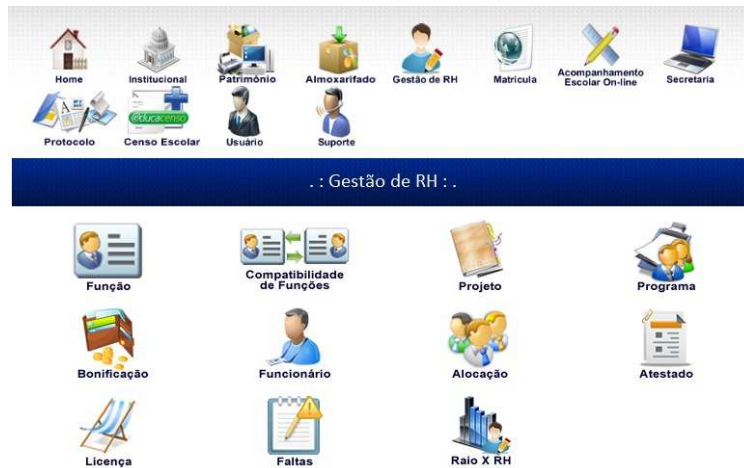 Home
Institucional
Patrimônio
Almoxarifado
Gestão de RH
Matrícula
Acompanhamento
Escolar On-line
Secretaria
Protocolo
educacenso
Censo Escolar
Usuário
Suporte
. : Gestão de RH : .
Função
Compatibilidade
de Funções
Projeto
Programa
Bonificação
Funcionário
Alocação
Atestado
Licença
Faltas
Raio X RH